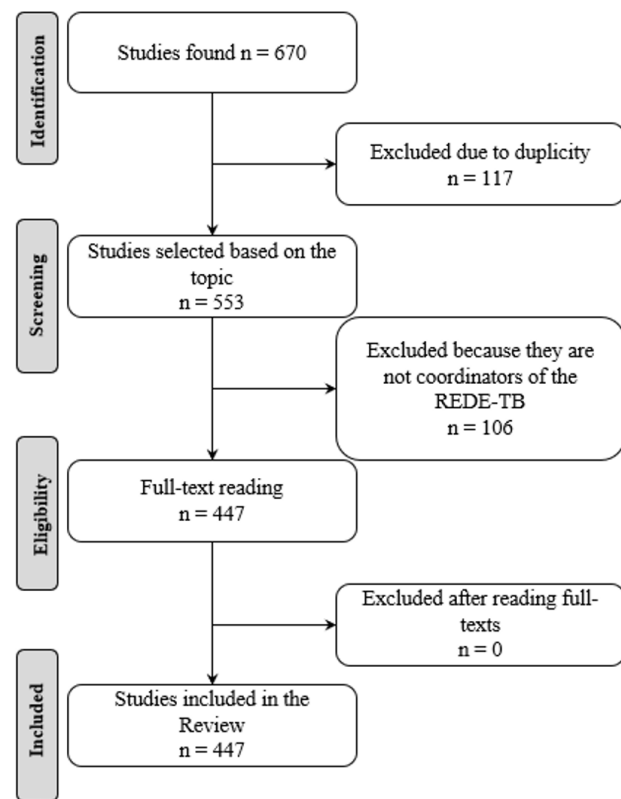 Identification
Studies found n = 670
Excluded due to duplicity
n = 117
Screening
Studies selected based on the
topic
n = 553
Excluded because they are
not coordinators of the
REDE-TB
n = 106
Eligibility
Full-text reading
n = 447
Excluded after reading full-
texts
n = 0
Included
Studies included in the
Review
n = 447